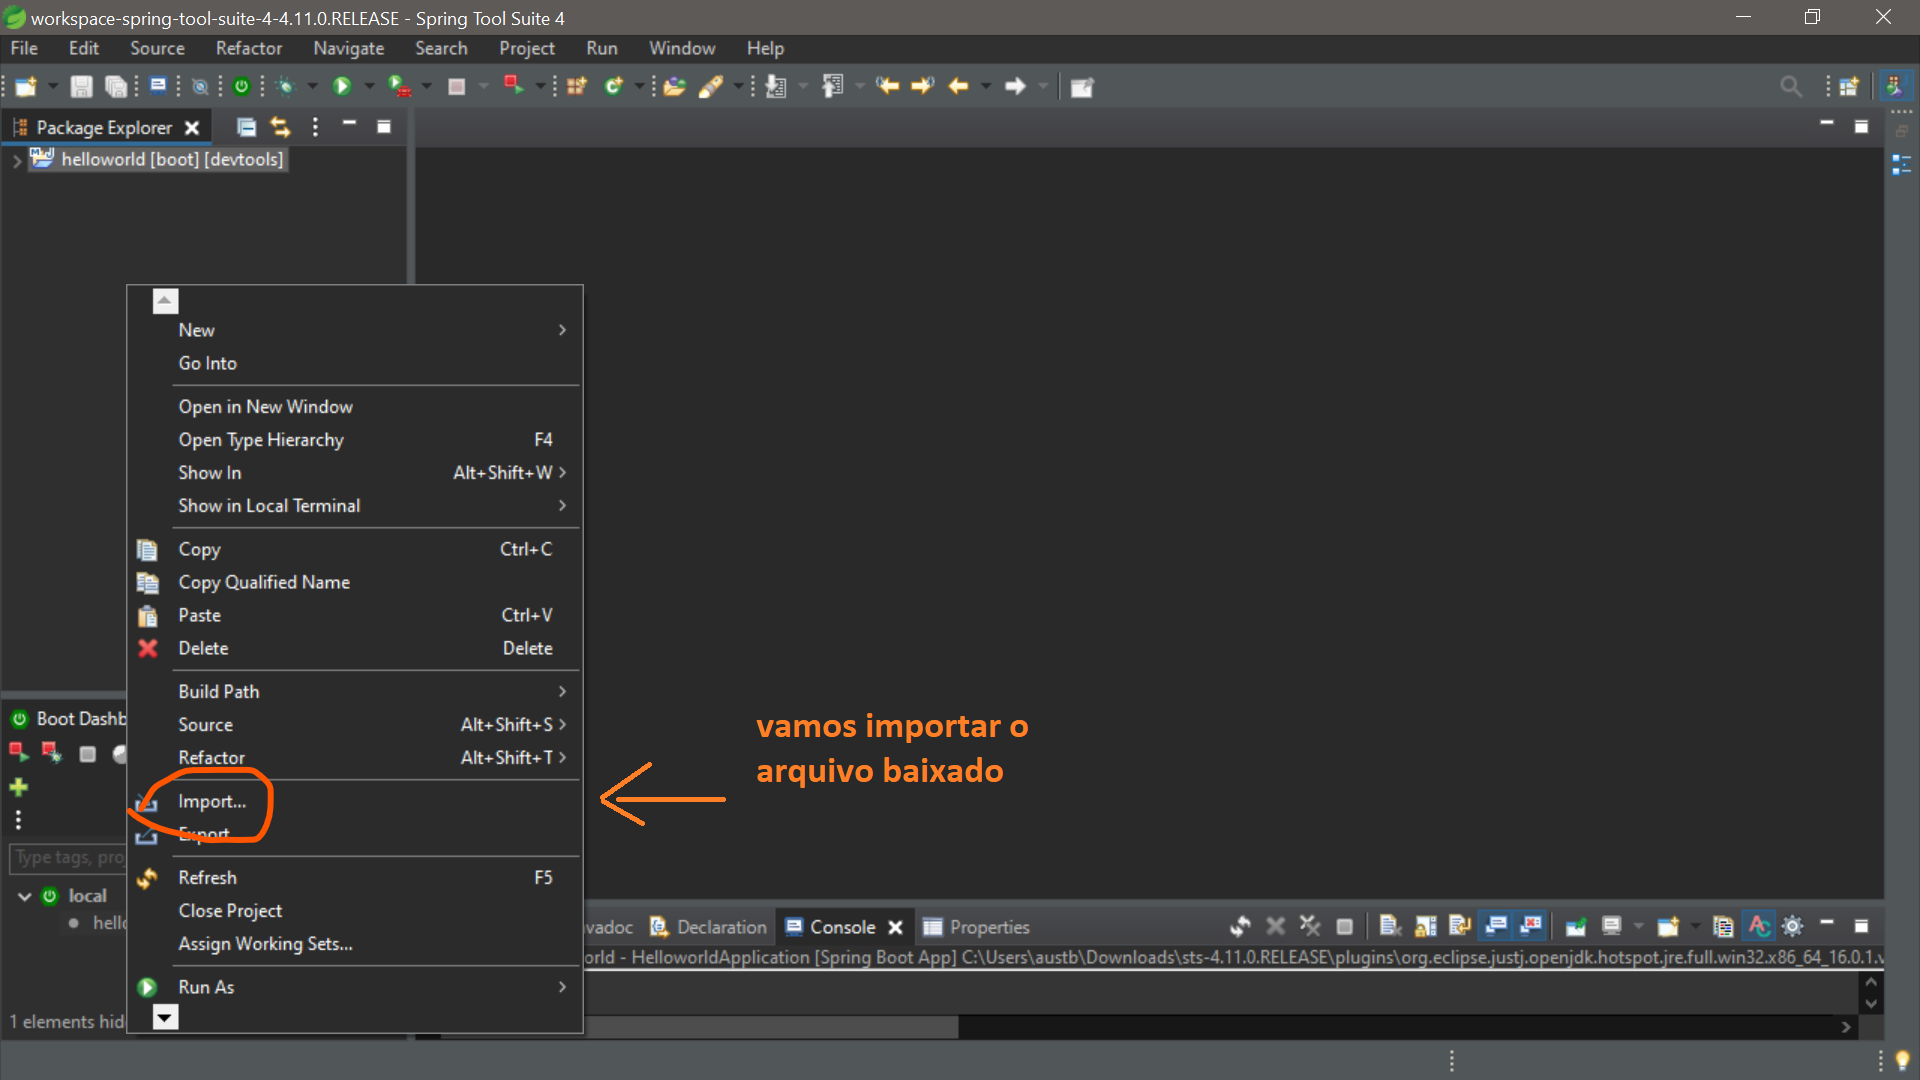 workspace-spring-tool-suite-4-4.11.0.RELEASE - Spring Tool Suite 4
File Edit Source Refactor Navigate Search Project Run Window Help
Package Explorer
helloworld [boot] [devtools]
New
Go Into
Open in New Window
Open Type Hierarchy F4
Show In Alt+Shift+W
Show in Local Terminal
Copy Ctrl+C
Copy Qualified Name
Paste Ctrl+V
Delete Delete
Build Path
Source Alt+Shift+S
Refactor Alt+Shift+T
Import...
Export
Refresh F5
Close Project
Assign Working Sets...
Run As
vamos importar o
arquivo baixado
Boot Dashb
Type tags, pro
local
hello
1 elements hid
vadoc Declaration Console Properties
orld - HelloworldApplication [Spring Boot App] C:\Users\austb\Downloads\sts-4.11.0.RELEASE\plugins\org.eclipse.justj.openjdk.hotspot.jre.full.win32.x86_64_16.0.1.v